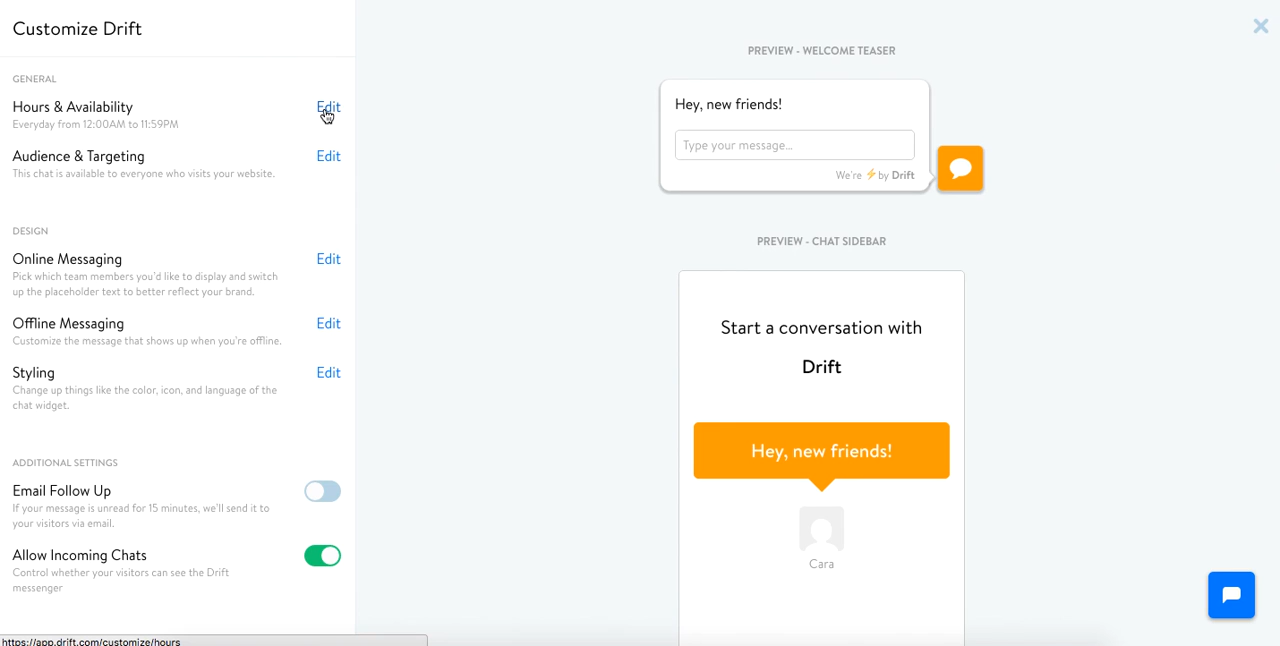 Customize Drift
GENERAL
Hours & Availability
Edit
Everyday from 12:00AM to 11:59PM
Audience & Targeting
Edit
This chat is available to everyone who visits your website.
DESIGN
Online Messaging
Edit
Pick which team members you'd like to display and switch
up the placeholder text to better reflect your brand.
Offline Messaging
Edit
Customize the message that shows up when you're offline.
Styling
Edit
Change up things like the color, icon, and language of the
chat widget.
ADDITIONAL SETTINGS
Email Follow Up
If your message is unread for 15 minutes, we'll send it to
your visitors via email.
Allow Incoming Chats
Control whether your visitors can see the Drift
messenger
https://app.drift.com/customize/hours
PREVIEW - WELCOME TEASER
Hey, new friends!
Type your message...
We're ⚡ by Drift
PREVIEW - CHAT SIDEBAR
Start a conversation with
Drift
Hey, new friends!
Cara